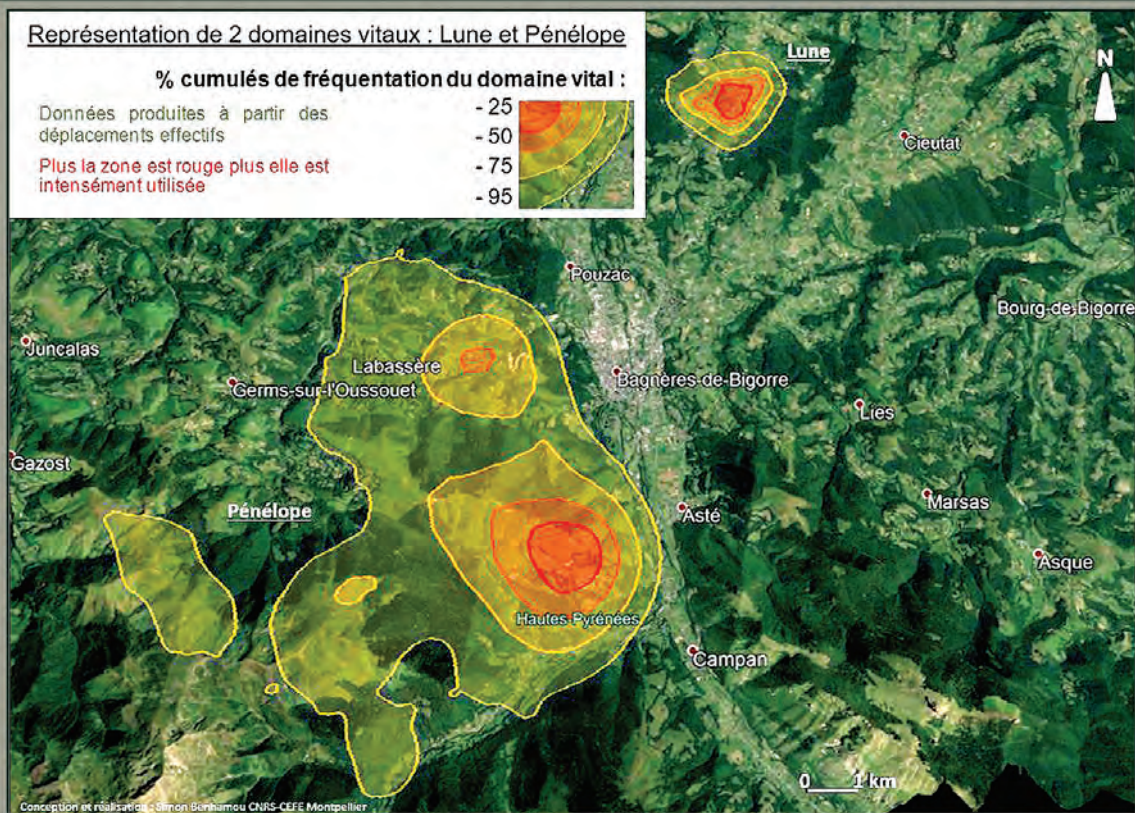 Représentation de 2 domaines vitaux : Lune et Pénélope
% cumulés de fréquentation du domaine vital :
Données produites à partir des
déplacements effectifs
Plus la zone est rouge plus elle est
intensément utilisée
- 25
- 50
- 75
- 95
Lune
N
Cieutat
Pouzac
Bourg-de-Bigorre
Juncalas
Labassère
Germs-sur-l'Oussouet
Bagnères-de-Bigorre
Lies
Gazost
Pénélope
Marsas
Asté
Asque
Hautes Pyrénées
Campan
0 1 km
Conception et réalisation : Simon Benhamou CNRS-CEFE Montpellier